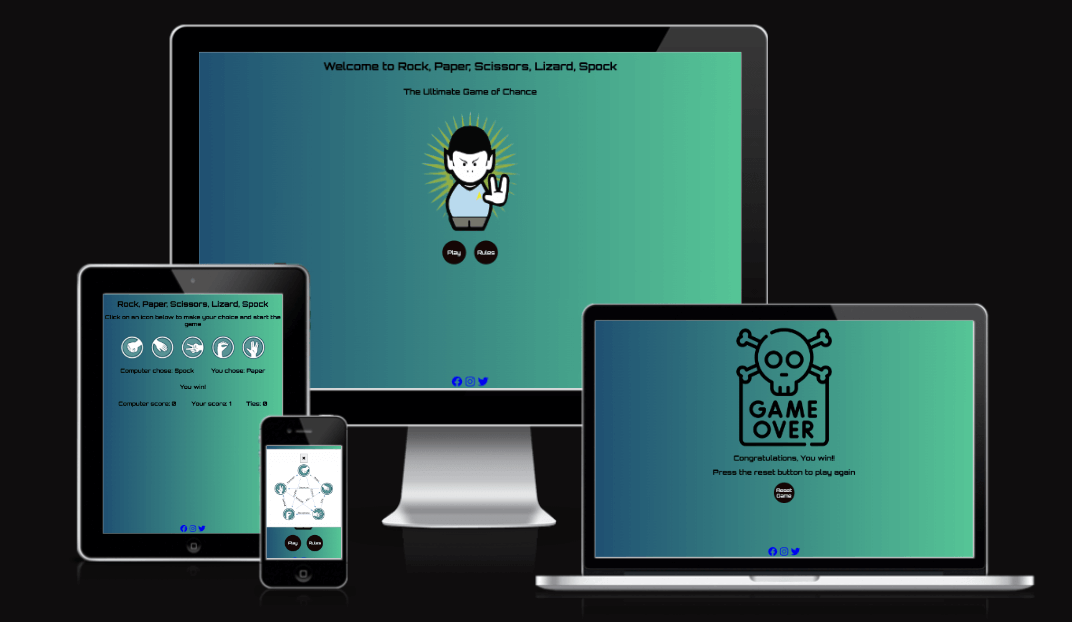 Welcome to Rock, Paper, Scissors, Lizard, Spock
The Ultimate Game of Chance
Play
Rules
Rock, Paper, Scissors, Lizard, Spock
Click on an icon below to make your choice and start the
game
Computer chose: Spock
You chose: Paper
You win!
Computer score: 0
Your score: 1
Ties: 0
Play
Rules
GAME
OVER
Congratulations, You win!!
Press the reset button to play again
Reset
Game